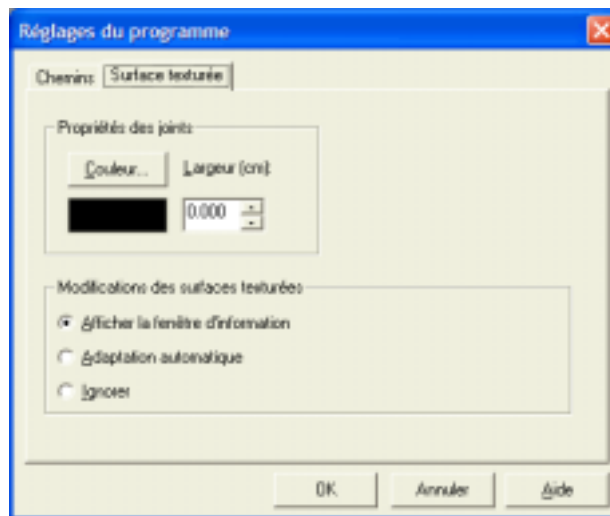 Réglages du programme
Chemins Surface texturée
Propriétés des joints
Couleur... Largeur (cm):
0.000
Modifications des surfaces texturées
Afficher la fenêtre d'information
Adaptation automatique
Ignorer
OK Annuler Aide